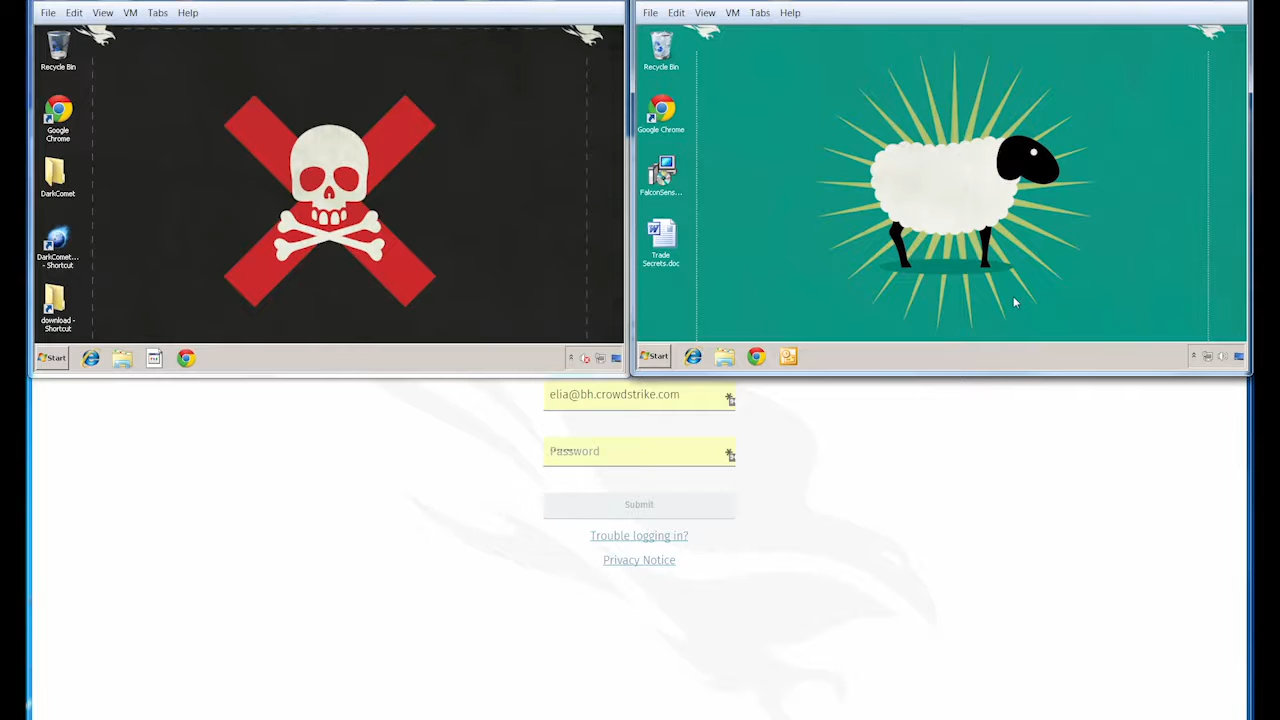 File Edit View VM Tabs Help
Recycle Bin
Google
Chrome
DarkComet
DarkComet...
- Shortcut
download -
Shortcut
Start
File Edit View VM Tabs Help
Recycle Bin
Google Chrome
FalconSens...
Trade
Secrets.doc
Start
elia@bh.crowdstrike.com
Password
Submit
Trouble logging in?
Privacy Notice